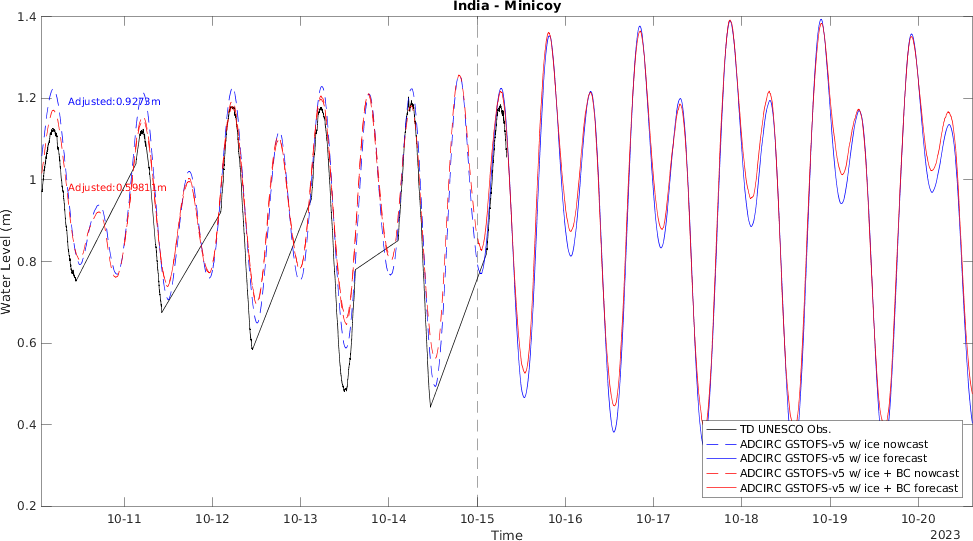 India - Minicoy
1.4
1.2
1
0.8
0.6
0.4
0.2
Water Level (m)
Adjusted:0.9273m
Adjusted:0.59811m
TD UNESCO Obs.
ADCIRC GSTOFS-v5 w/ ice nowcast
ADCIRC GSTOFS-v5 w/ ice forecast
ADCIRC GSTOFS-v5 w/ ice + BC nowcast
ADCIRC GSTOFS-v5 w/ ice + BC forecast
10-11 10-12 10-13 10-14 10-15 10-16 10-17 10-18 10-19 10-20
Time
2023